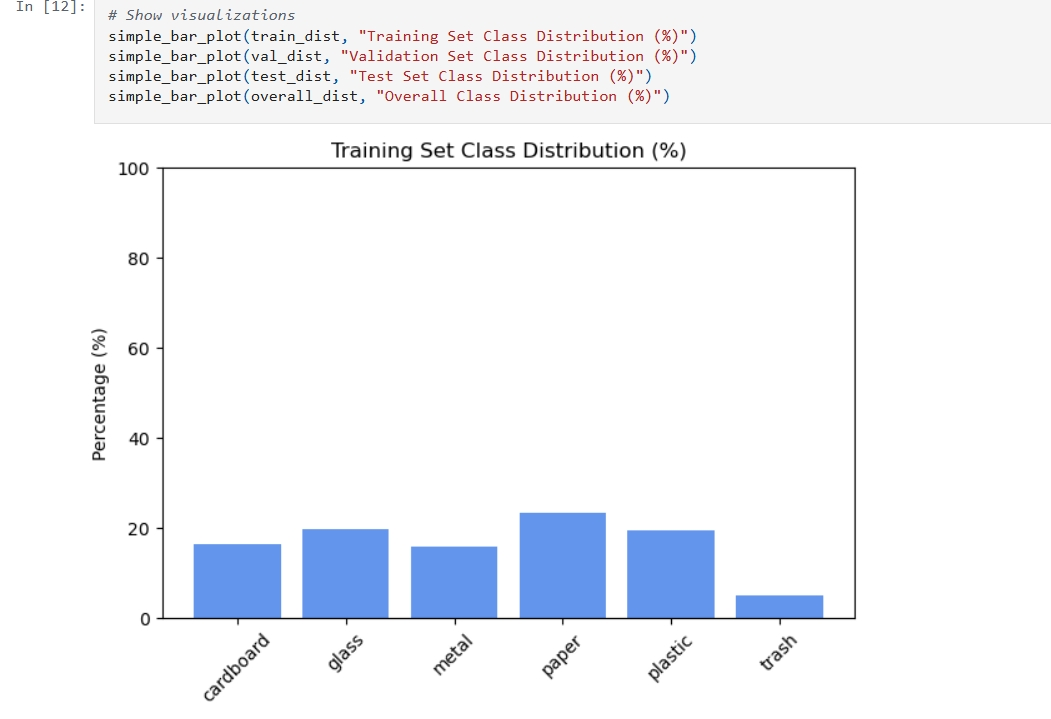 In [12]:
# Show visualizations
simple_bar_plot(train_dist, "Training Set Class Distribution (%)")
simple_bar_plot(val_dist, "Validation Set Class Distribution (%)")
simple_bar_plot(test_dist, "Test Set Class Distribution (%)")
simple_bar_plot(overall_dist, "Overall Class Distribution (%)")
Training Set Class Distribution (%)
100
80
60
40
20
0
Percentage (%)
cardboard
glass
metal
paper
plastic
trash